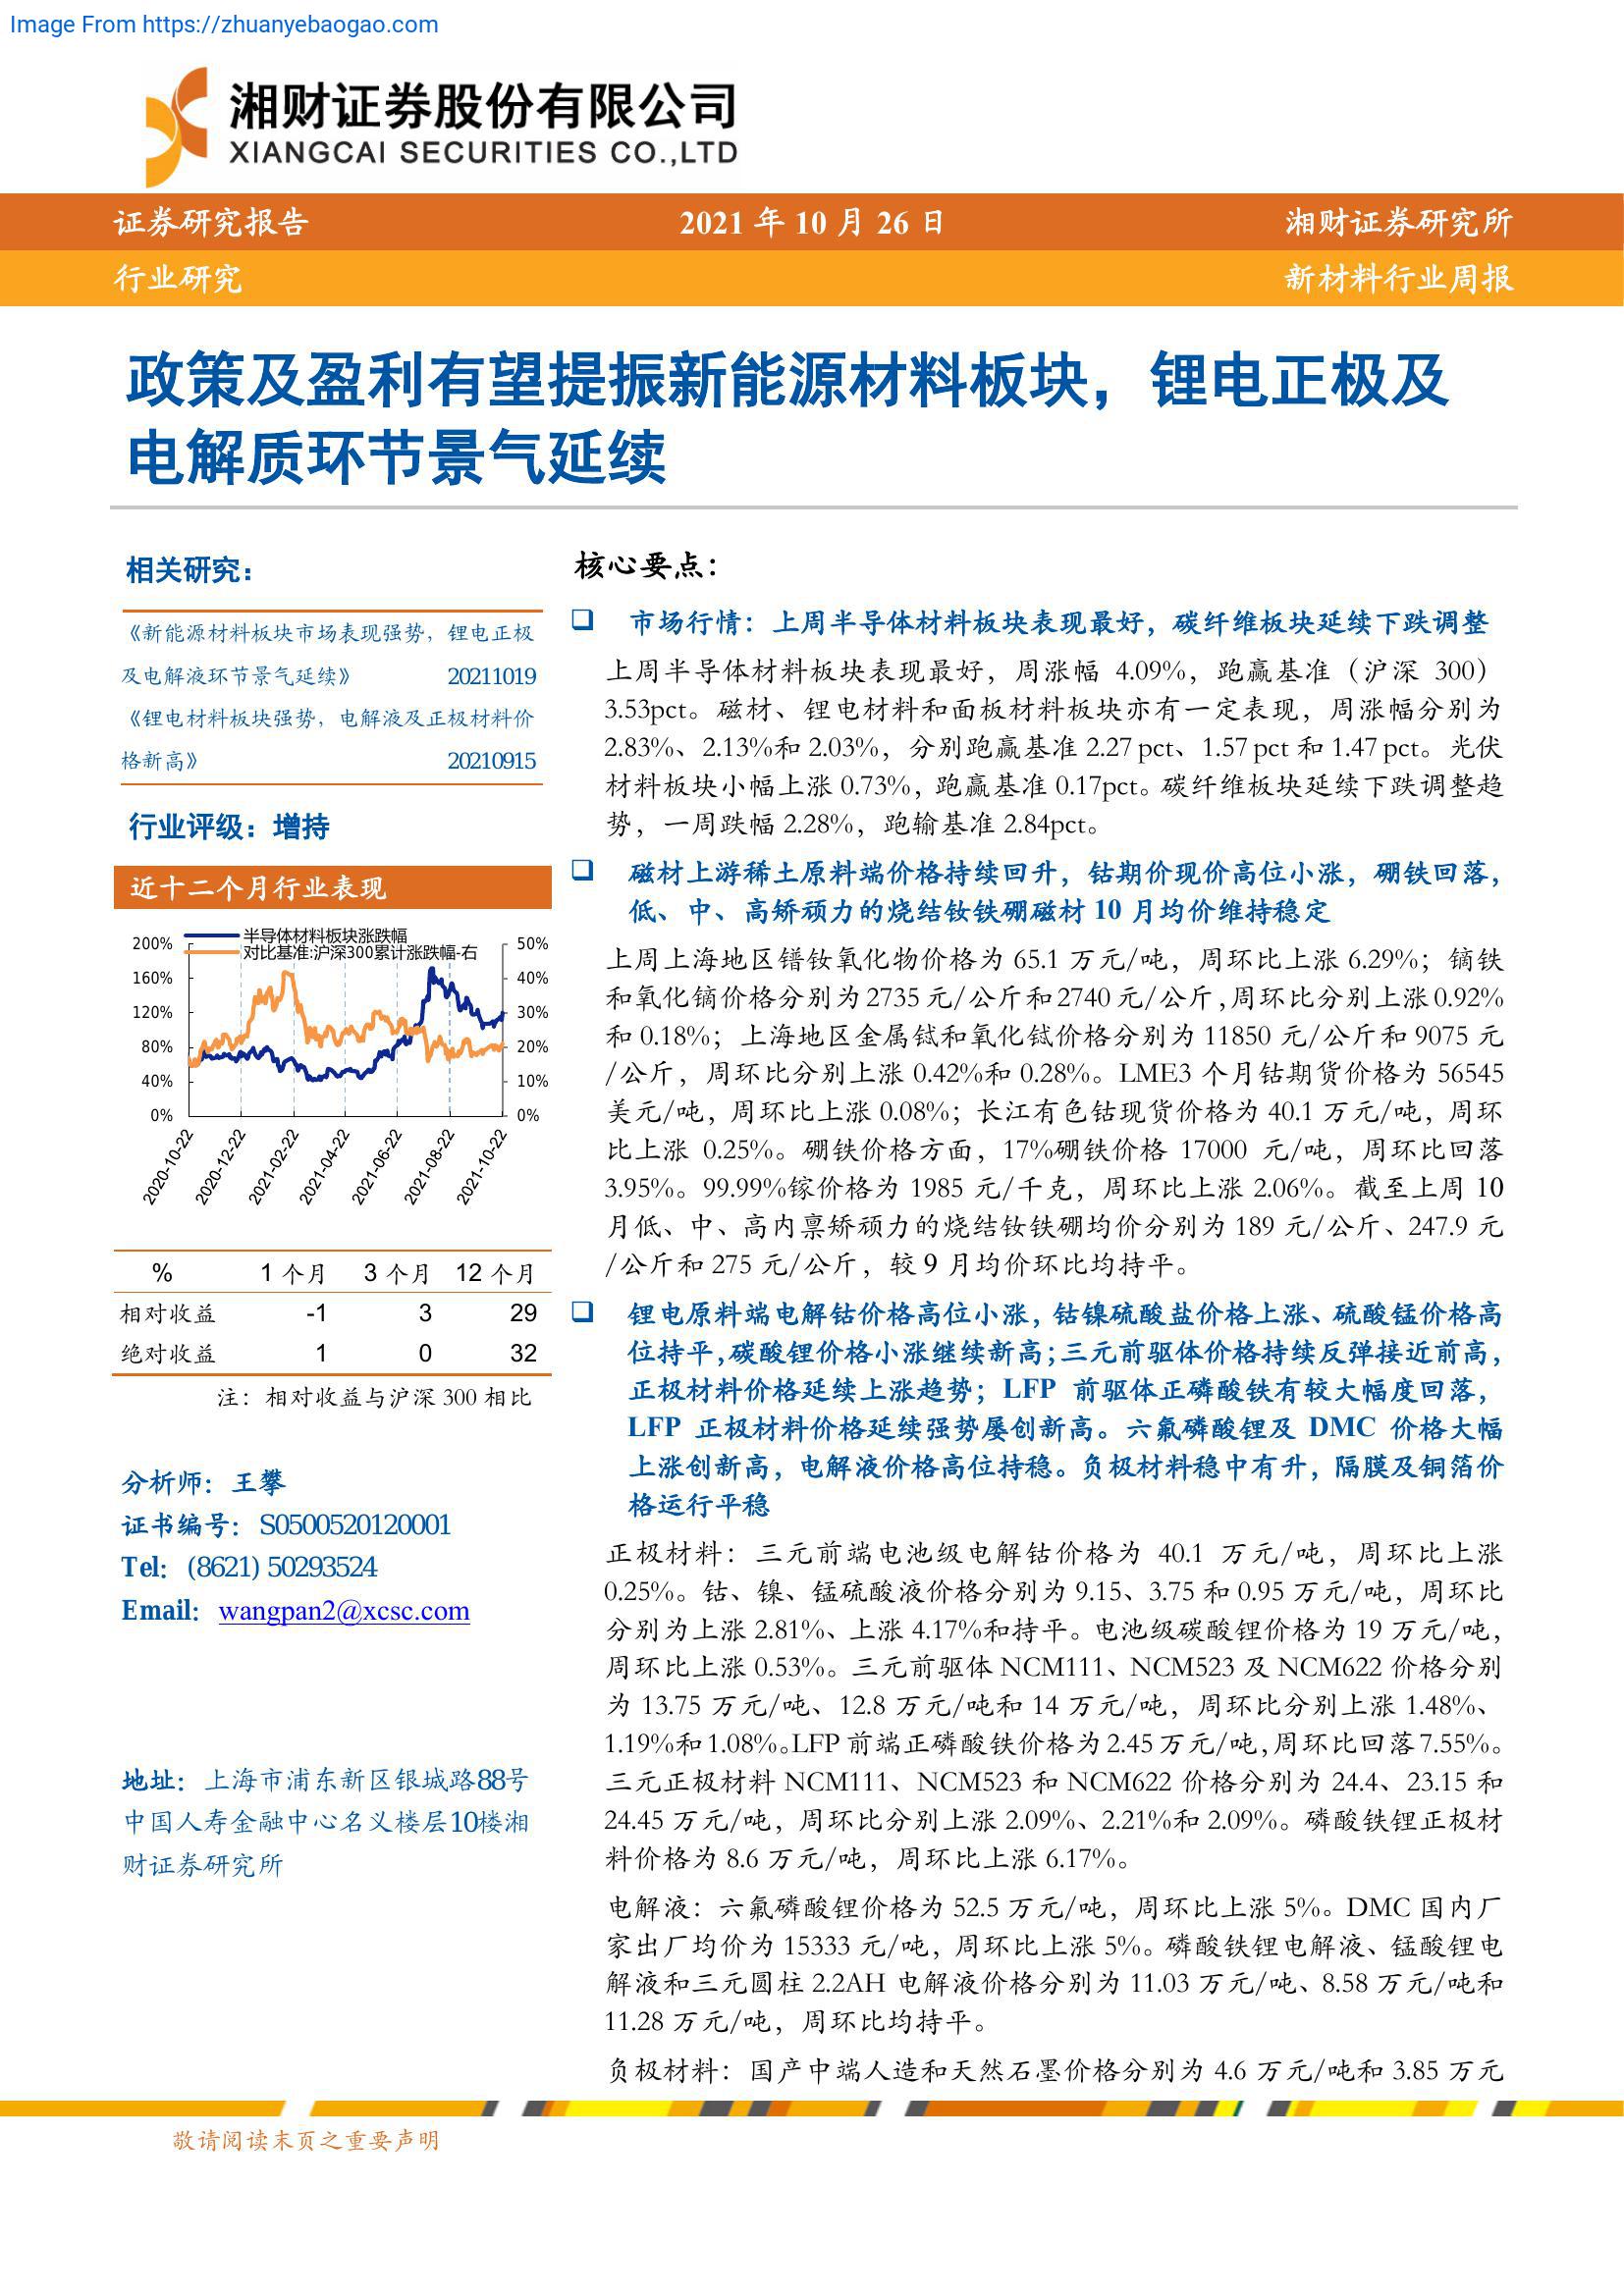 Image From https://zhuanyebaogao.com
湘财证券股份有限公司
XIANGCAI SECURITIES CO.,LTD
证券研究报告 2021 年 10 月 26 日 湘财证券研究所
行业研究 新材料行业周报
政策及盈利有望提振新能源材料板块，锂电正极及
电解质环节景气延续
相关研究：
《新能源材料板块市场表现强势，锂电正极
及电解液环节景气延续》 20211019
《锂电材料板块强势，电解液及正极材料价
格新高》 20210915
行业评级：增持
近十二个月行业表现
半导体材料板块涨跌幅
对比基准:沪深300累计涨跌幅-右
200% 50%
160% 40%
120% 30%
80% 20%
40% 10%
0% 0%
2020-10-22 2020-12-22 2021-02-22 2021-04-22 2021-06-22 2021-08-22 2021-10-22
% 1 个月 3 个月 12 个月
相对收益 -1 3 29
绝对收益 1 0 32
注：相对收益与沪深 300 相比
分析师：王攀
证书编号：S0500520120001
Tel：(8621) 50293524
Email：wangpan2@xcsc.com
地址：上海市浦东新区银城路88号
中国人寿金融中心名义楼层10楼湘
财证券研究所
核心要点：
❑ 市场行情：上周半导体材料板块表现最好，碳纤维板块延续下跌调整
上周半导体材料板块表现最好，周涨幅 4.09%，跑赢基准（沪深 300）
3.53pct。磁材、锂电材料和面板材料板块亦有一定表现，周涨幅分别为
2.83%、2.13%和 2.03%，分别跑赢基准 2.27 pct、1.57 pct 和 1.47 pct。光伏
材料板块小幅上涨 0.73%，跑赢基准 0.17pct。碳纤维板块延续下跌调整趋
势，一周跌幅 2.28%，跑输基准 2.84pct。
❑ 磁材上游稀土原料端价格持续回升，钴期价现价高位小涨，硼铁回落，
低、中、高矫顽力的烧结钕铁硼磁材 10 月均价维持稳定
上周上海地区镨钕氧化物价格为 65.1 万元/吨，周环比上涨 6.29%；镝铁
和氧化镝价格分别为 2735 元/公斤和 2740 元/公斤，周环比分别上涨 0.92%
和 0.18%；上海地区金属铽和氧化铽价格分别为 11850 元/公斤和 9075 元
/公斤，周环比分别上涨 0.42%和 0.28%。LME3 个月钴期货价格为 56545
美元/吨，周环比上涨 0.08%；长江有色钴现货价格为 40.1 万元/吨，周环
比上涨 0.25%。硼铁价格方面，17%硼铁价格 17000 元/吨，周环比回落
3.95%。99.99%镓价格为 1985 元/千克，周环比上涨 2.06%。截至上周 10
月低、中、高内禀矫顽力的烧结钕铁硼均价分别为 189 元/公斤、247.9 元
/公斤和 275 元/公斤，较 9 月均价环比均持平。
❑ 锂电原料端电解钴价格高位小涨，钴镍硫酸盐价格上涨、硫酸锰价格高
位持平，碳酸锂价格小涨继续新高；三元前驱体价格持续反弹接近前高，
正极材料价格延续上涨趋势；LFP 前驱体正磷酸铁有较大幅度回落，
LFP 正极材料价格延续强势屡创新高。六氟磷酸锂及 DMC 价格大幅
上涨创新高，电解液价格高位持稳。负极材料稳中有升，隔膜及铜箔价
格运行平稳
正极材料：三元前端电池级电解钴价格为 40.1 万元/吨，周环比上涨
0.25%。钴、镍、锰硫酸液价格分别为 9.15、3.75 和 0.95 万元/吨，周环比
分别为上涨 2.81%、上涨 4.17%和持平。电池级碳酸锂价格为 19 万元/吨，
周环比上涨 0.53%。三元前驱体 NCM111、NCM523 及 NCM622 价格分别
为 13.75 万元/吨、12.8 万元/吨和 14 万元/吨，周环比分别上涨 1.48%、
1.19%和 1.08%。LFP 前端正磷酸铁价格为 2.45 万元/吨，周环比回落 7.55%。
三元正极材料 NCM111、NCM523 和 NCM622 价格分别为 24.4、23.15 和
24.45 万元/吨，周环比分别上涨 2.09%、2.21%和 2.09%。磷酸铁锂正极材
料价格为 8.6 万元/吨，周环比上涨 6.17%。
电解液：六氟磷酸锂价格为 52.5 万元/吨，周环比上涨 5%。DMC 国内厂
家出厂均价为 15333 元/吨，周环比上涨 5%。磷酸铁锂电解液、锰酸锂电
解液和三元圆柱 2.2AH 电解液价格分别为 11.03 万元/吨、8.58 万元/吨和
11.28 万元/吨，周环比均持平。
负极材料：国产中端人造和天然石墨价格分别为 4.6 万元/吨和 3.85 万元
敬请阅读末页之重要声明